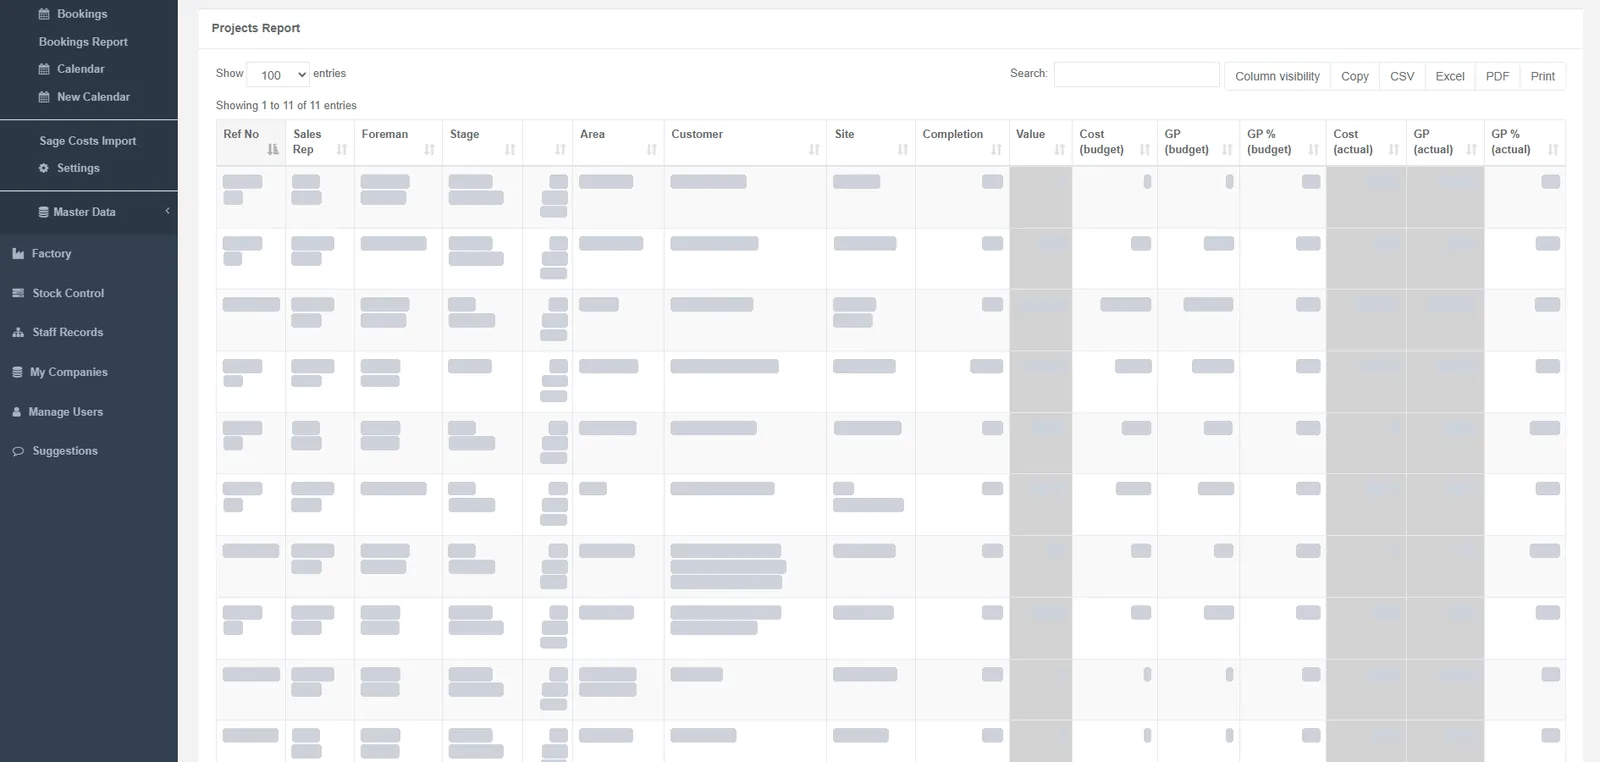 Bookings
Bookings Report
Calendar
New Calendar
Sage Costs Import
Settings
Master Data
Factory
Stock Control
Staff Records
My Companies
Manage Users
Suggestions
Projects Report
Show 100 entries
Search:
Column visibility Copy CSV Excel PDF Print
Showing 1 to 11 of 11 entries
Ref No Sales Rep Foreman Stage Area Customer Site Completion Value Cost (budget) GP (budget) GP % (budget) Cost (actual) GP (actual) GP % (actual)